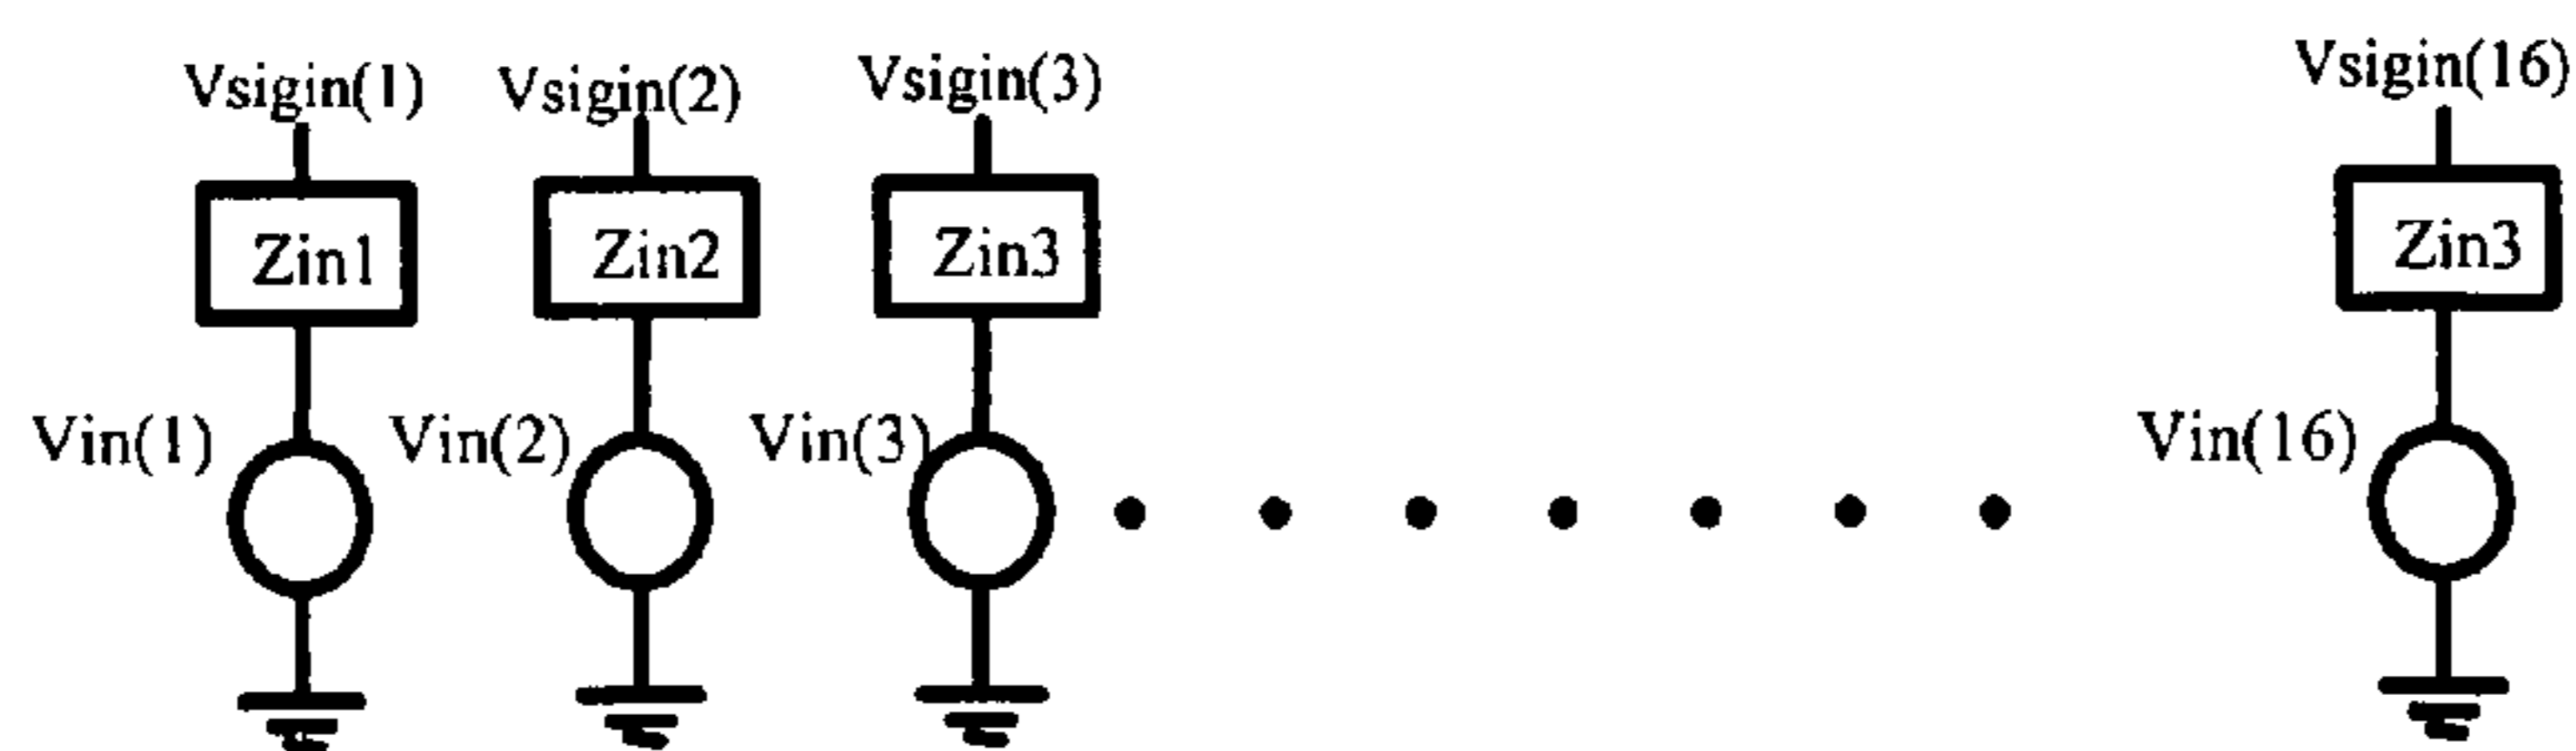 Vsigin(1) Vsigin(2) Vsigin(3) Vsigin(16)
Zin1 Zin2 Zin3 Zin3
Vin(1) Vin(2) Vin(3) Vin(16)